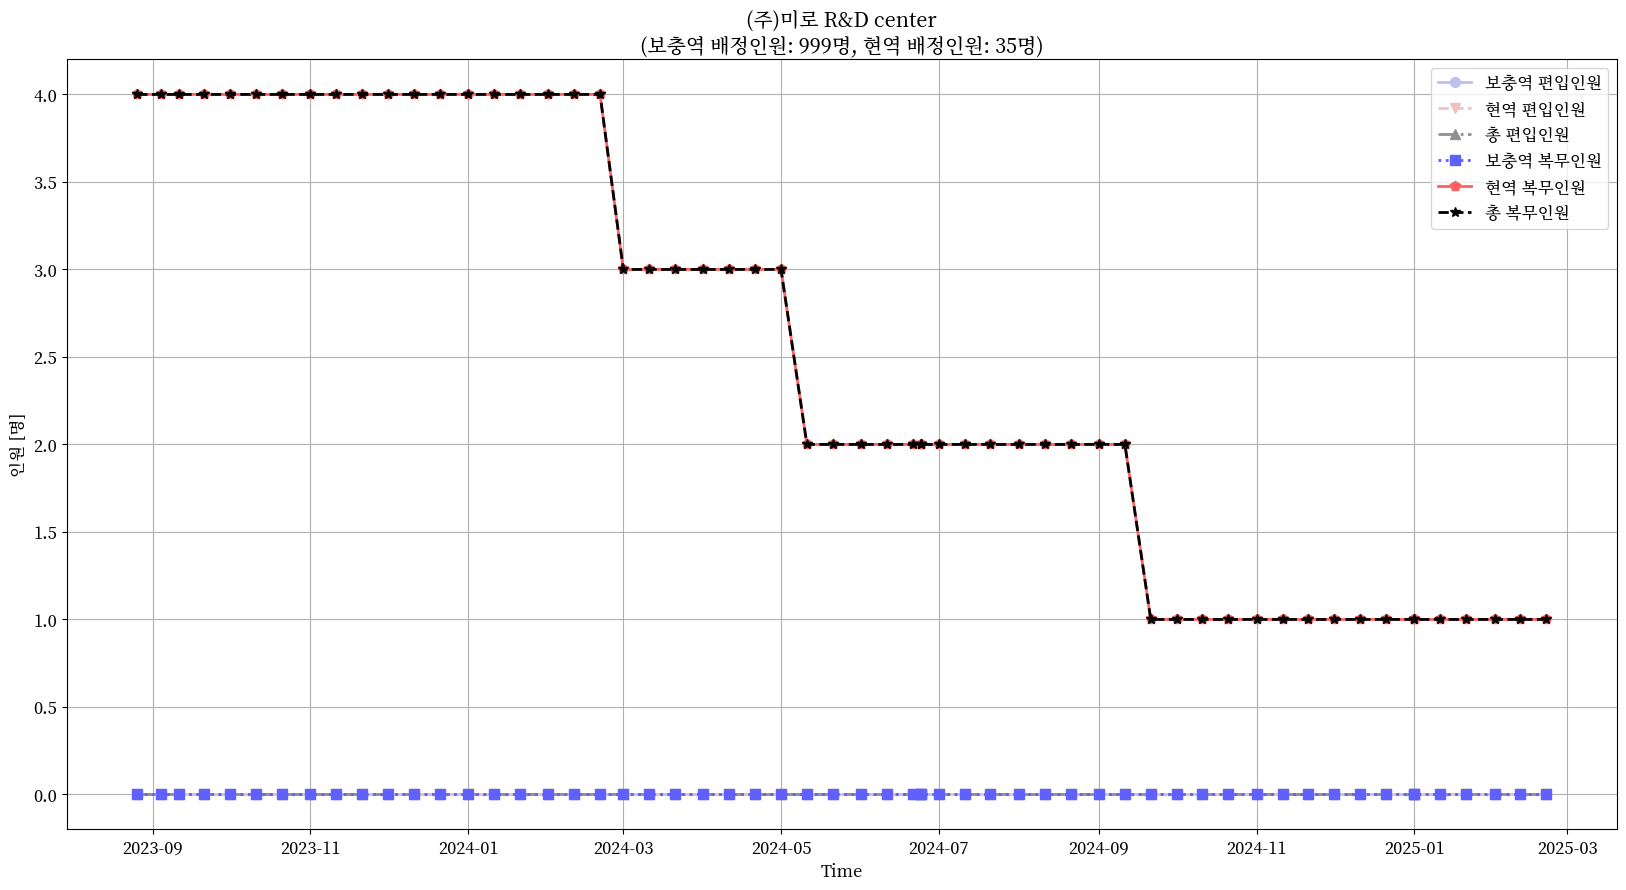 (주)미로 R&D center
(보충역 배정인원: 999명, 현역 배정인원: 35명)
보충역 편입인원
현역 편입인원
총 편입인원
보충역 복무인원
현역 복무인원
총 복무인원
인원 [명]
4.0
3.5
3.0
2.5
2.0
1.5
1.0
0.5
0.0
2023-09
2023-11
2024-01
2024-03
2024-05
2024-07
2024-09
2024-11
2025-01
2025-03
Time